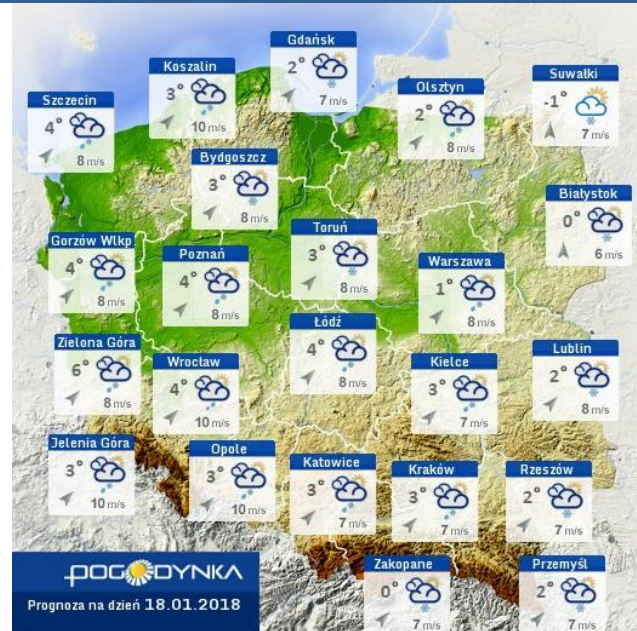 Gdańsk
2°
7 m/s
Koszalin
3°
10 m/s
Suwałki
-1°
7 m/s
Olsztyn
2°
8 m/s
Szczecin
4°
8 m/s
Bydgoszcz
3°
8 m/s
Białystok
0°
6 m/s
Toruń
3°
8 m/s
Gorzów Wlkp
4°
8 m/s
Poznań
4°
8 m/s
Warszawa
1°
8 m/s
Łódź
4°
8 m/s
Zielona Góra
6°
8 m/s
Lublin
2°
8 m/s
Wrocław
4°
10 m/s
Kielce
3°
7 m/s
Jelenia Góra
3°
10 m/s
Opole
3°
10 m/s
Katowice
3°
7 m/s
Kraków
3°
7 m/s
Rzeszów
2°
7 m/s
Zakopane
0°
7 m/s
Przemyśl
2°
7 m/s
POGODYNKA
Prognoza na dzień 18.01.2018